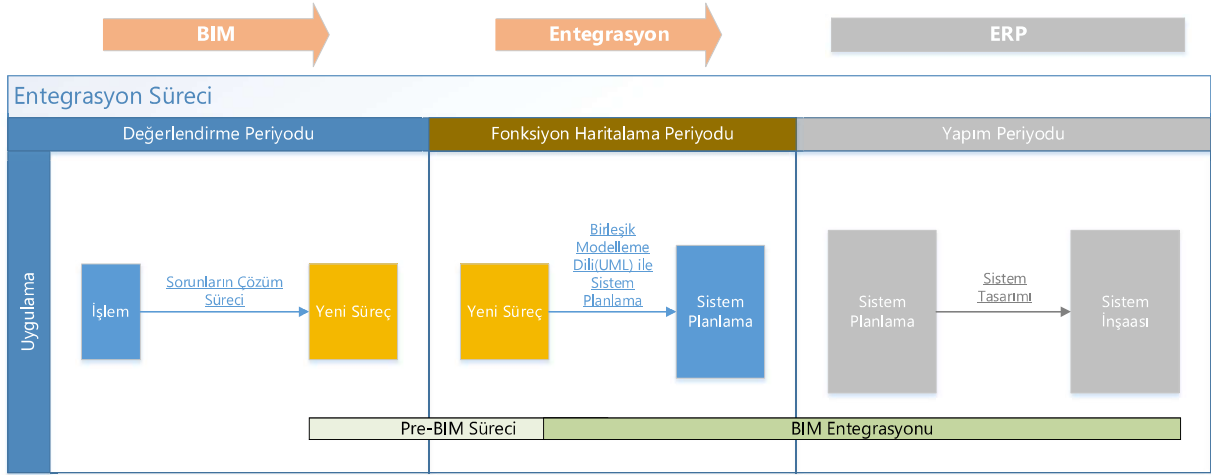 BIM
Entegrasyon
ERP
Entegrasyon Süreci
Değerlendirme Periyodu
Fonksiyon Haritalama Periyodu
Yapım Periyodu
Uygulama
İşlem
Sorunların Çözüm
Süreci
Yeni Süreç
Yeni Süreç
Birleşik
Modelleme
Dili(UML) ile
Sistem
Planlama
Sistem
Planlama
Sistem
Planlama
Sistem
Tasarımı
Sistem
İnşaası
Pre-BIM Süreci
BIM Entegrasyonu